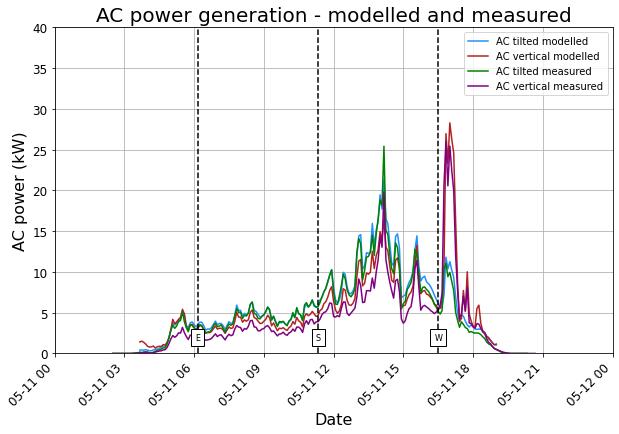 AC power generation - modelled and measured
AC tilted modelled
AC vertical modelled
AC tilted measured
AC vertical measured
AC power (kW)
40
35
30
25
20
15
10
5
0
E
S
W
05-11 00
05-11 03
05-11 06
05-11 09
05-11 12
05-11 15
05-11 18
05-11 21
05-12 00
Date